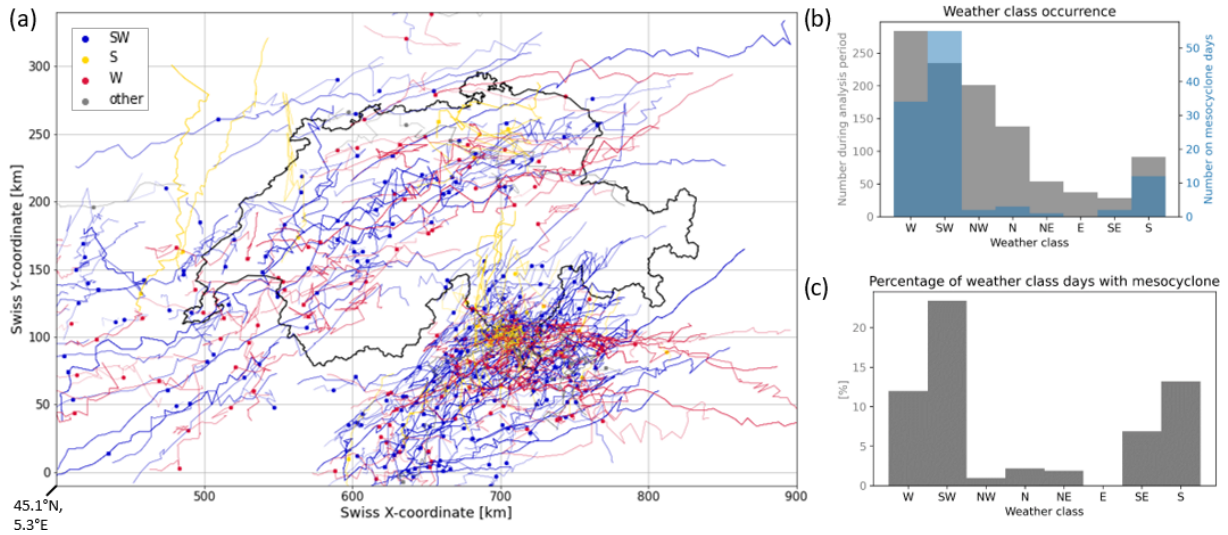 (a)
SW
S
W
other
300
250
200
150
100
50
0
Swiss Y-coordinate [km]
500
600
700
800
900
Swiss X-coordinate [km]
45.1°N,
5.3°E
(b)
Weather class occurrence
250
200
150
100
50
0
Number during analysis period
50
40
30
20
10
0
Number on mesocyclone days
W
SW
NW
N
NE
E
SE
S
Weather class
(c)
Percentage of weather class days with mesocyclone
20
15
10
5
0
[%]
W
SW
NW
N
NE
E
SE
S
Weather class